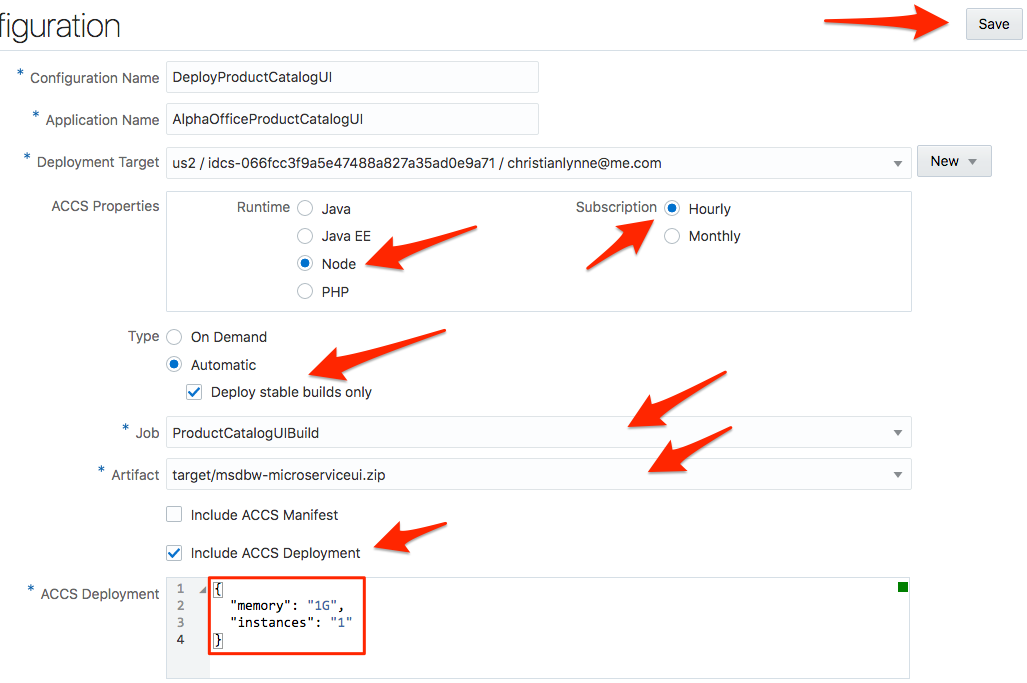 figuration
Save
* Configuration Name DeployProductCatalogUI
* Application Name AlphaOfficeProductCatalogUI
* Deployment Target us2 / idcs-066fcc3f9a5e47488a827a35ad0e9a71 / christianlynne@me.com New
ACCS Properties Runtime Java Subscription Hourly
Java EE Monthly
Node
PHP
Type On Demand
Automatic
Deploy stable builds only
* Job ProductCatalogUIBuild
* Artifact target/msdbw-microserviceui.zip
Include ACCS Manifest
Include ACCS Deployment
* ACCS Deployment 1 {
2 "memory": "1G",
3 "instances": "1"
4 }